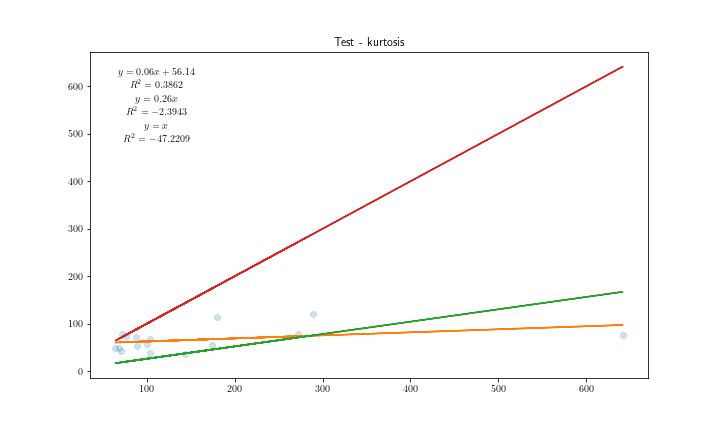 Test - kurtosis
y = 0.06x + 56.14
R² = 0.3862
y = 0.26x
R² = −2.3943
y = x
R² = −47.2209
600
500
400
300
200
100
0
100 200 300 400 500 600